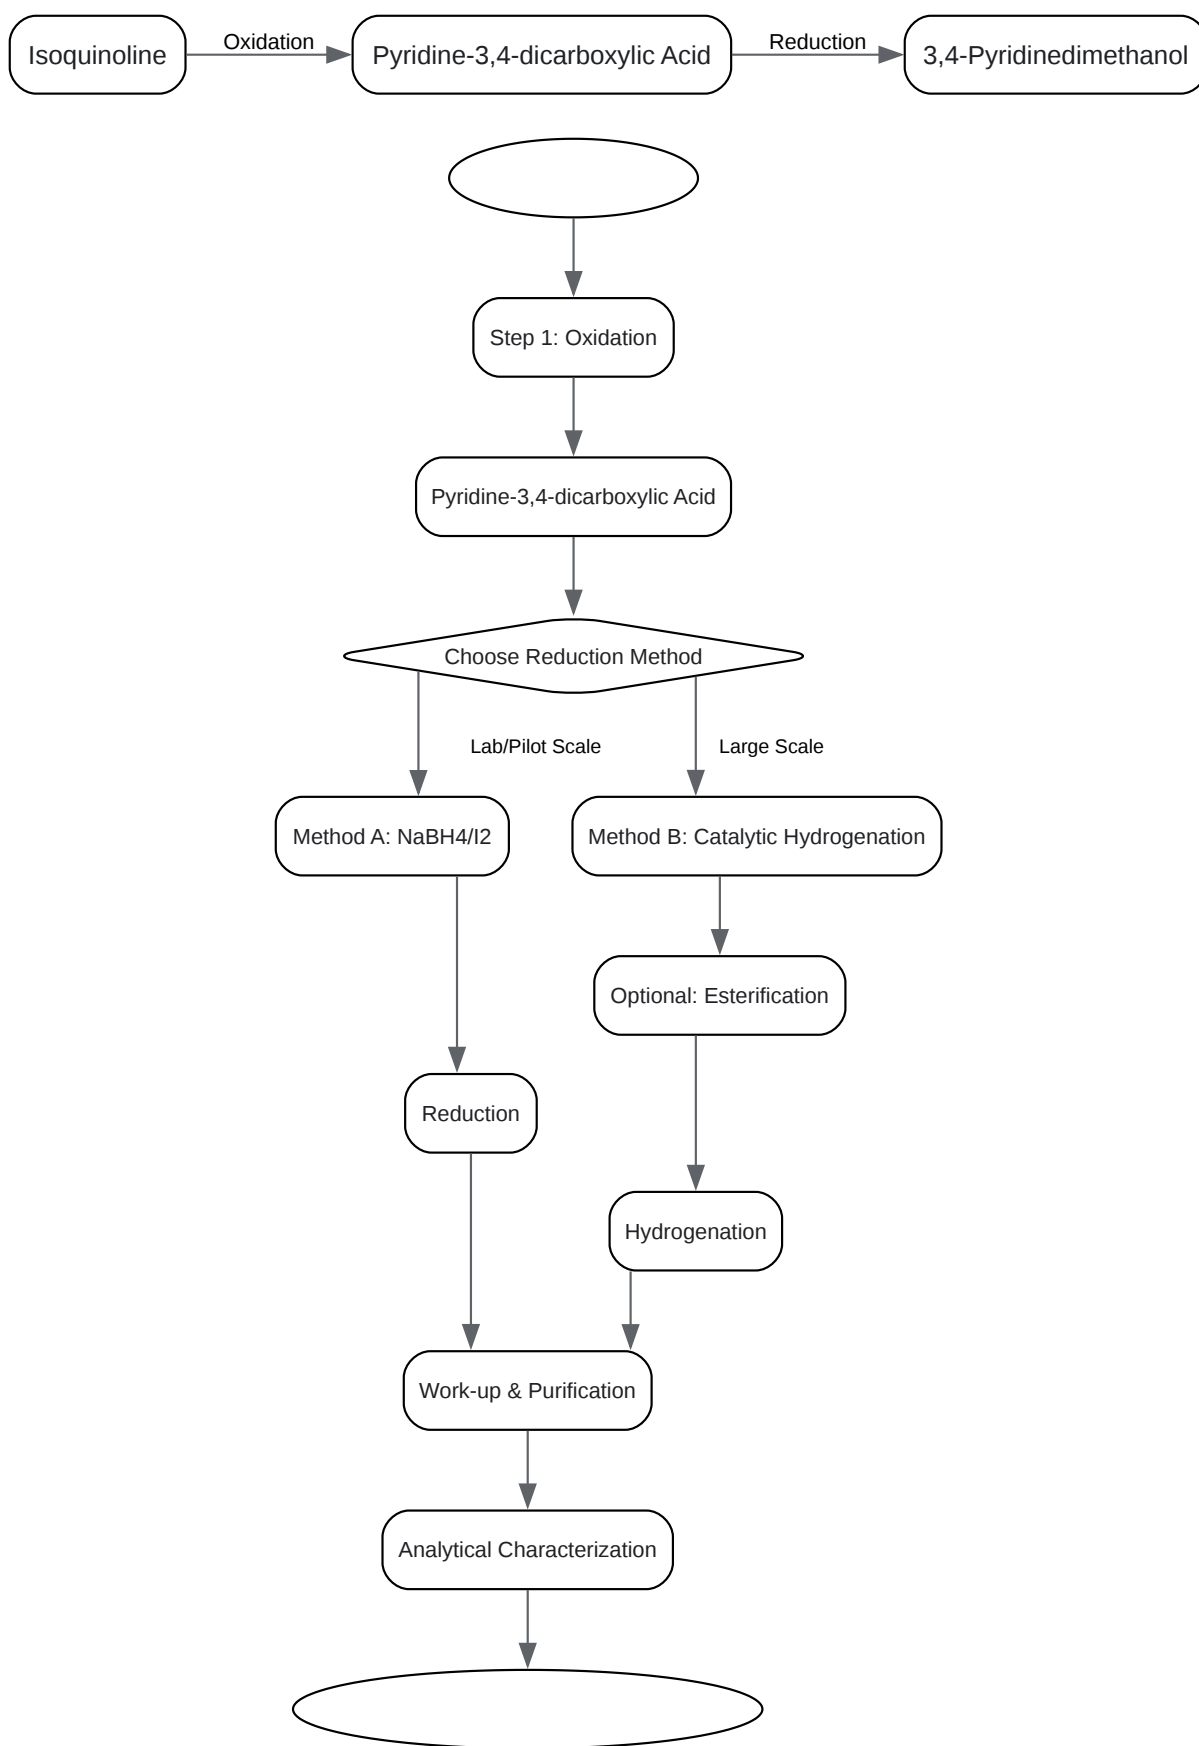 Isoquinoline
Oxidation
Pyridine-3,4-dicarboxylic Acid
Reduction
3,4-Pyridinedimethanol
Step 1: Oxidation
Pyridine-3,4-dicarboxylic Acid
Choose Reduction Method
Lab/Pilot Scale
Large Scale
Method A: NaBH4/I2
Method B: Catalytic Hydrogenation
Optional: Esterification
Reduction
Hydrogenation
Work-up & Purification
Analytical Characterization